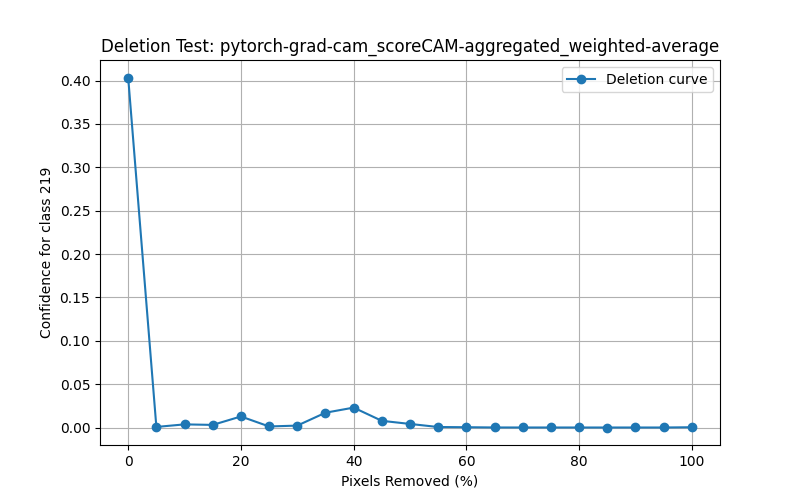 Deletion Test: pytorch-grad-cam_scoreCAM-aggregated_weighted-average
Deletion curve
0.40
0.35
0.30
0.25
0.20
0.15
0.10
0.05
0.00
Confidence for class 219
0 20 40 60 80 100
Pixels Removed (%)